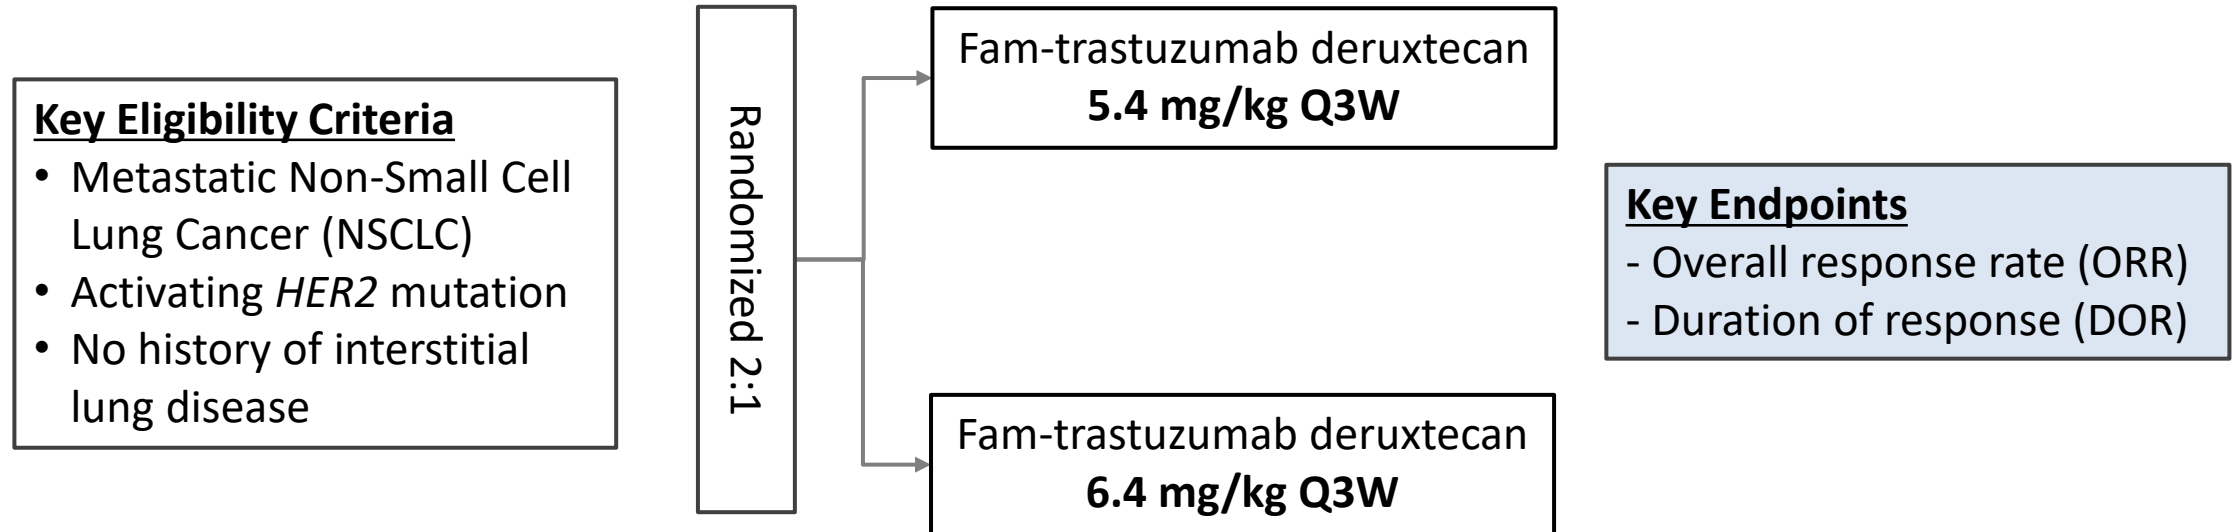 Key Eligibility Criteria
• Metastatic Non-Small Cell
Lung Cancer (NSCLC)
• Activating HER2 mutation
• No history of interstitial
lung disease
Randomized 2:1
Fam-trastuzumab deruxtecan
5.4 mg/kg Q3W
Fam-trastuzumab deruxtecan
6.4 mg/kg Q3W
Key Endpoints
- Overall response rate (ORR)
- Duration of response (DOR)